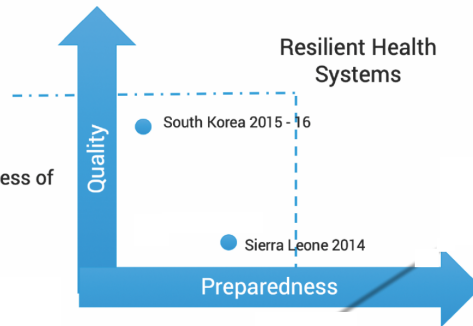 Resilient Health
Systems
South Korea 2015 - 16
Quality
ess of
Sierra Leone 2014
Preparedness